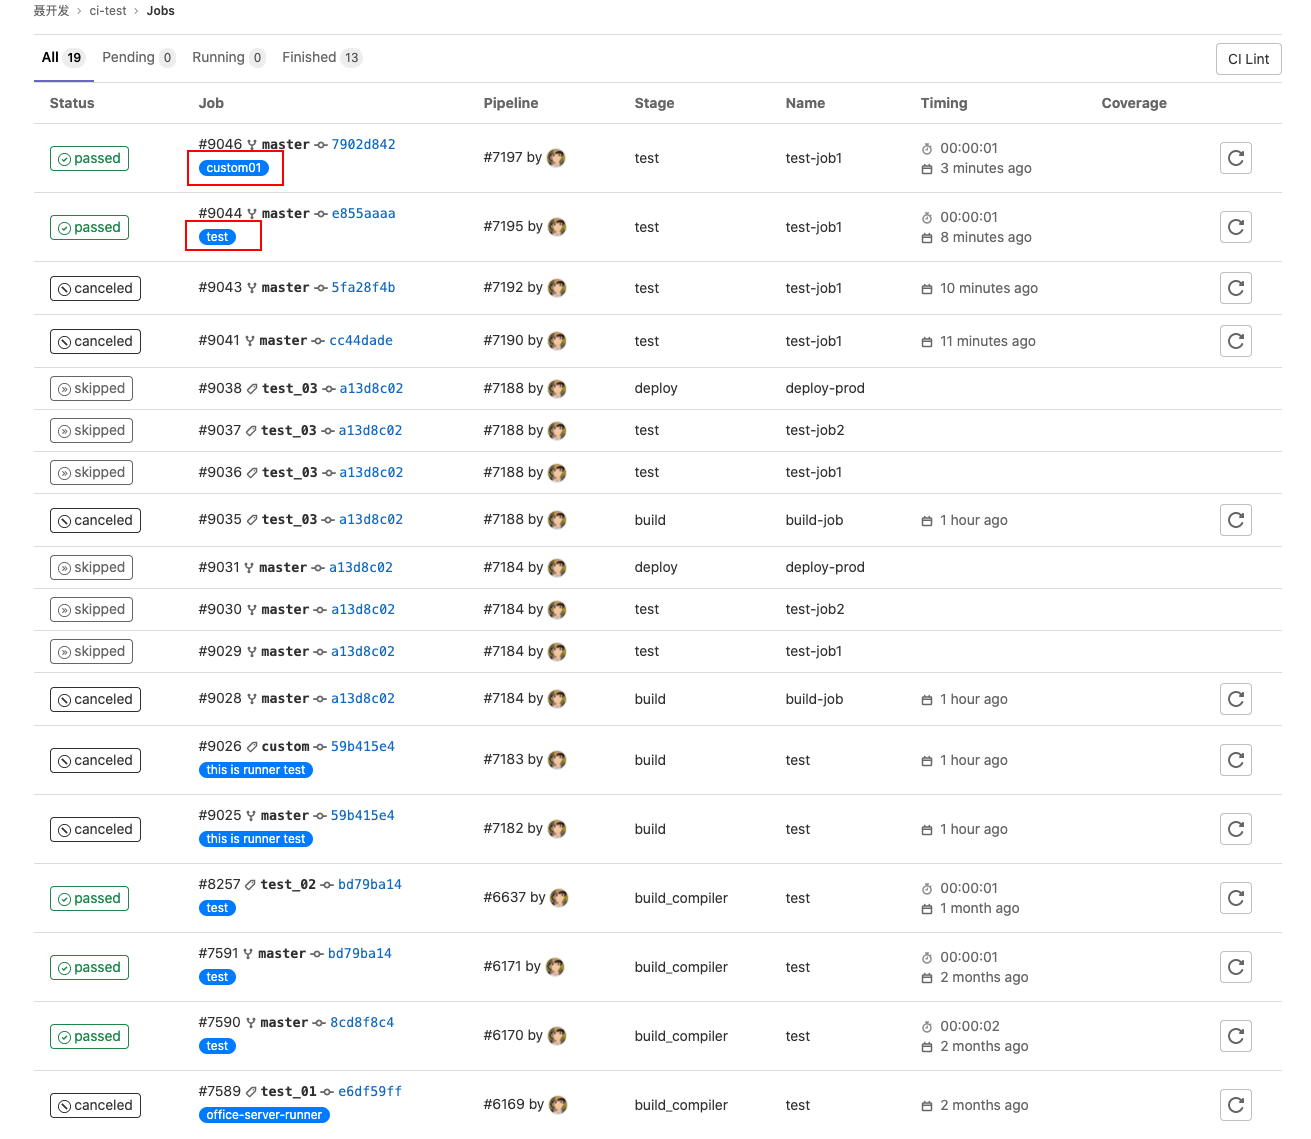 聂开发 > ci-test > Jobs
All 19 Pending 0 Running 0 Finished 13 CI Lint
Status Job Pipeline Stage Name Timing Coverage
passed #9046 master 7902d842 #7197 by test test-job1 00:00:01
custom01 3 minutes ago
passed #9044 master e855aaaa #7195 by test test-job1 00:00:01
test 8 minutes ago
canceled #9043 master 5fa28f4b #7192 by test test-job1 10 minutes ago
canceled #9041 master cc44dade #7190 by test test-job1 11 minutes ago
skipped #9038 test_03 a13d8c02 #7188 by deploy deploy-prod
skipped #9037 test_03 a13d8c02 #7188 by test test-job2
skipped #9036 test_03 a13d8c02 #7188 by test test-job1
canceled #9035 test_03 a13d8c02 #7188 by build build-job 1 hour ago
skipped #9031 master a13d8c02 #7184 by deploy deploy-prod
skipped #9030 master a13d8c02 #7184 by test test-job2
skipped #9029 master a13d8c02 #7184 by test test-job1
canceled #9028 master a13d8c02 #7184 by build build-job 1 hour ago
canceled #9026 custom 59b415e4 #7183 by build test 1 hour ago
this is runner test
canceled #9025 master 59b415e4 #7182 by build test 1 hour ago
this is runner test
passed #8257 test_02 bd79ba14 #6637 by build_compiler test 00:00:01
test 1 month ago
passed #7591 master bd79ba14 #6171 by build_compiler test 00:00:01
test 2 months ago
passed #7590 master 8cd8f8c4 #6170 by build_compiler test 00:00:02
test 2 months ago
canceled #7589 test_01 e6df59ff #6169 by build_compiler test 2 months ago
office-server-runner